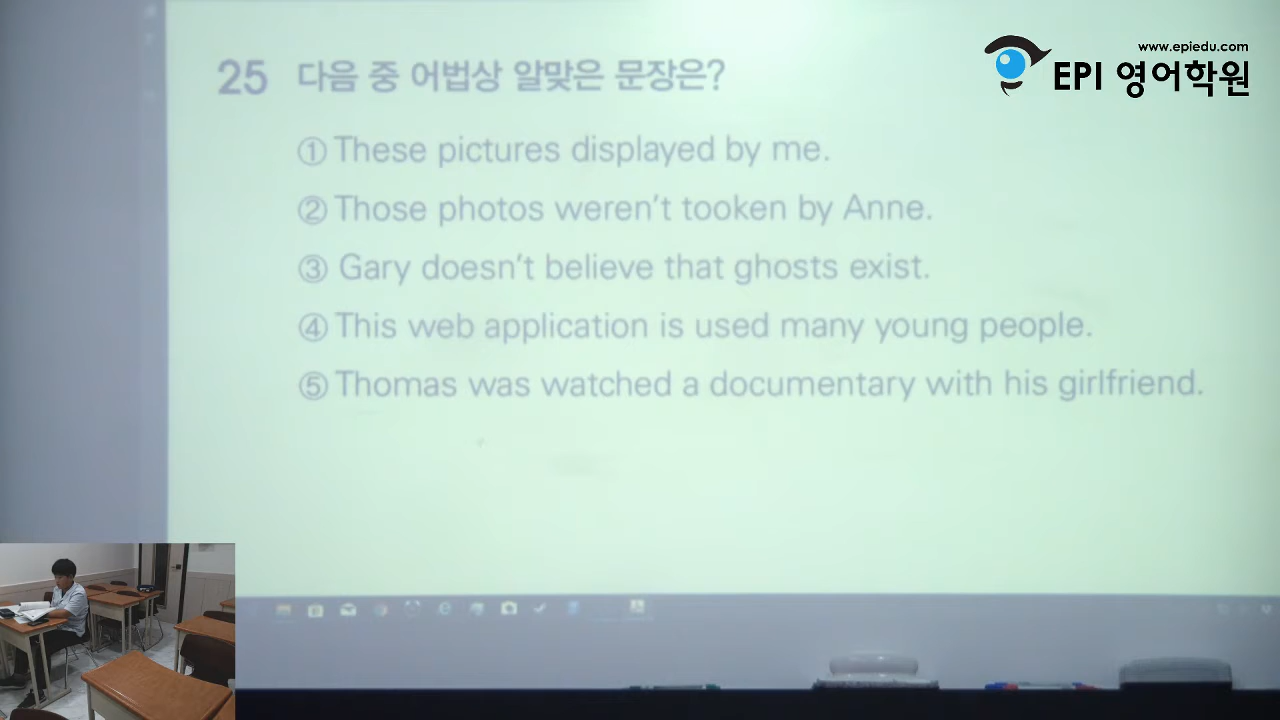 www.epiedu.com
EPI 영어학원
25 다음 중 어법상 알맞은 문장은?
① These pictures displayed by me.
② Those photos weren't tooken by Anne.
③ Gary doesn't believe that ghosts exist.
④ This web application is used many young people.
⑤ Thomas was watched a documentary with his girlfriend.